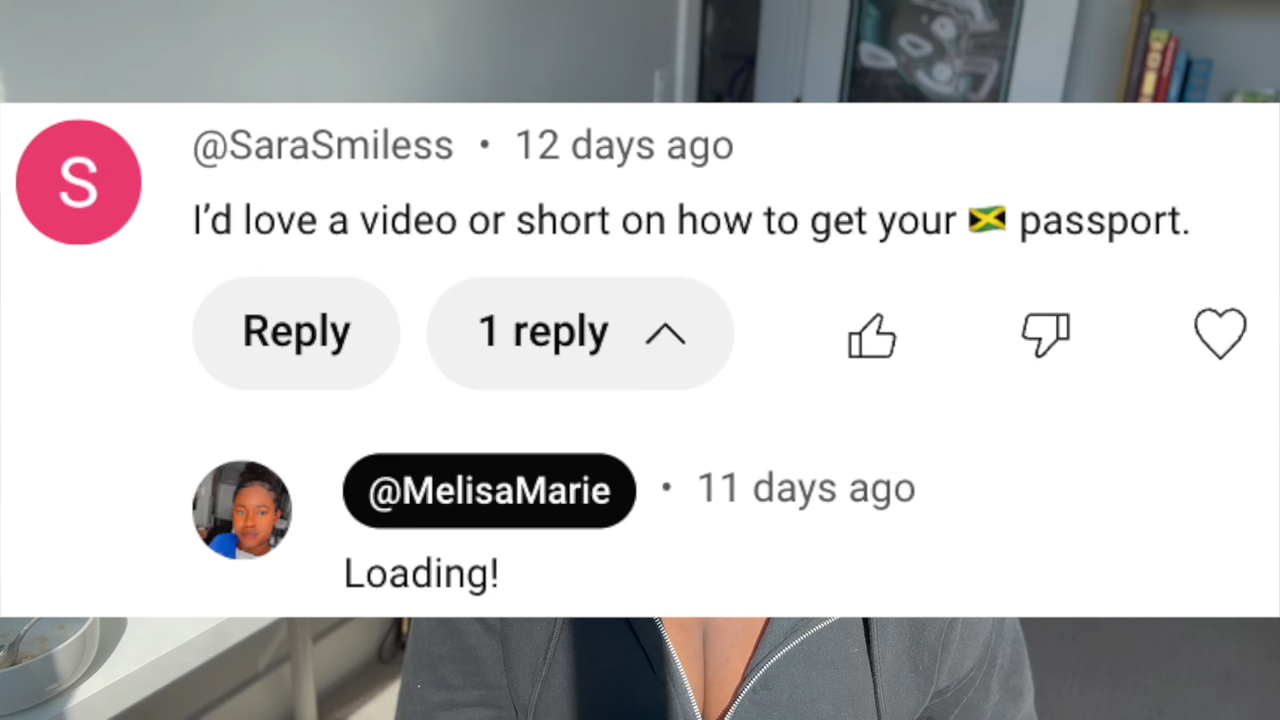 S
@SaraSmiless • 12 days ago
I’d love a video or short on how to get your 🇯🇲 passport.
Reply 1 reply
@MelisaMarie • 11 days ago
Loading!